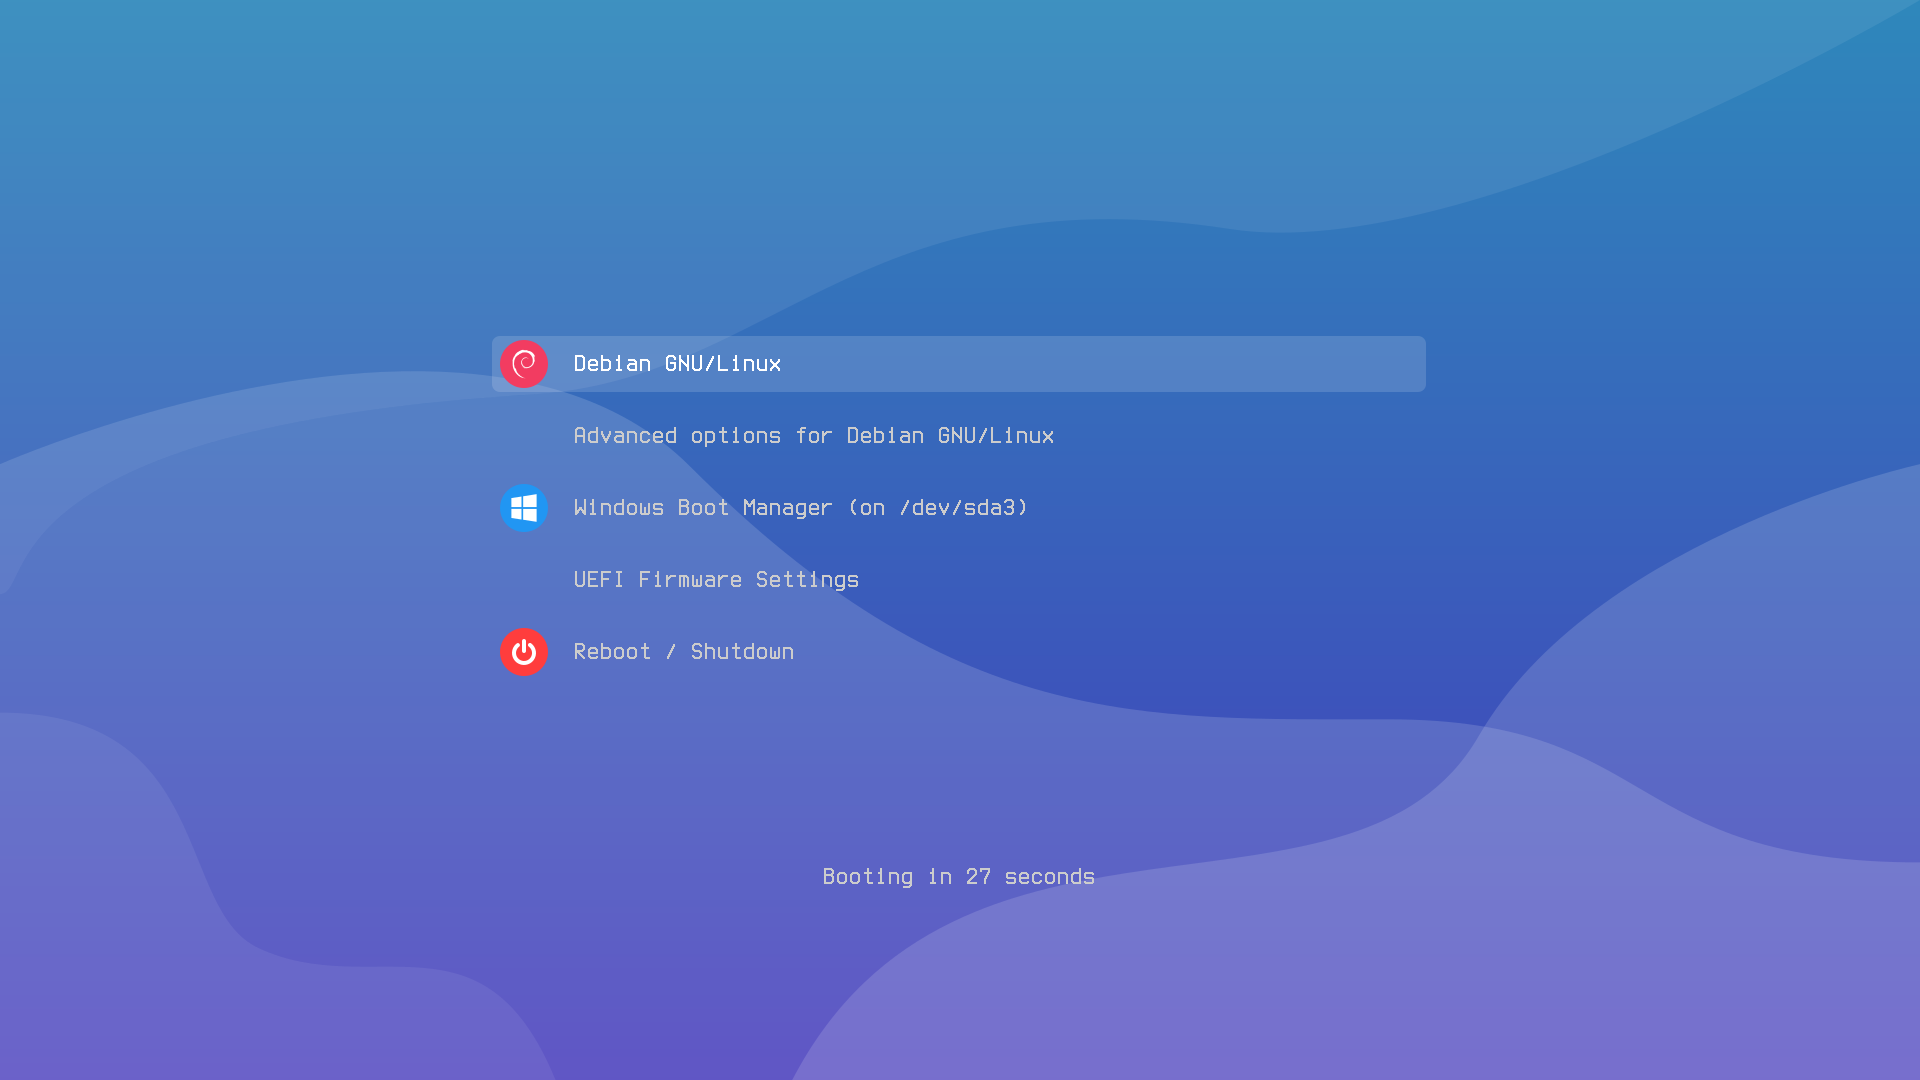 Debian GNU/Linux
Advanced options for Debian GNU/Linux
Windows Boot Manager (on /dev/sda3)
UEFI Firmware Settings
Reboot / Shutdown
Booting in 27 seconds